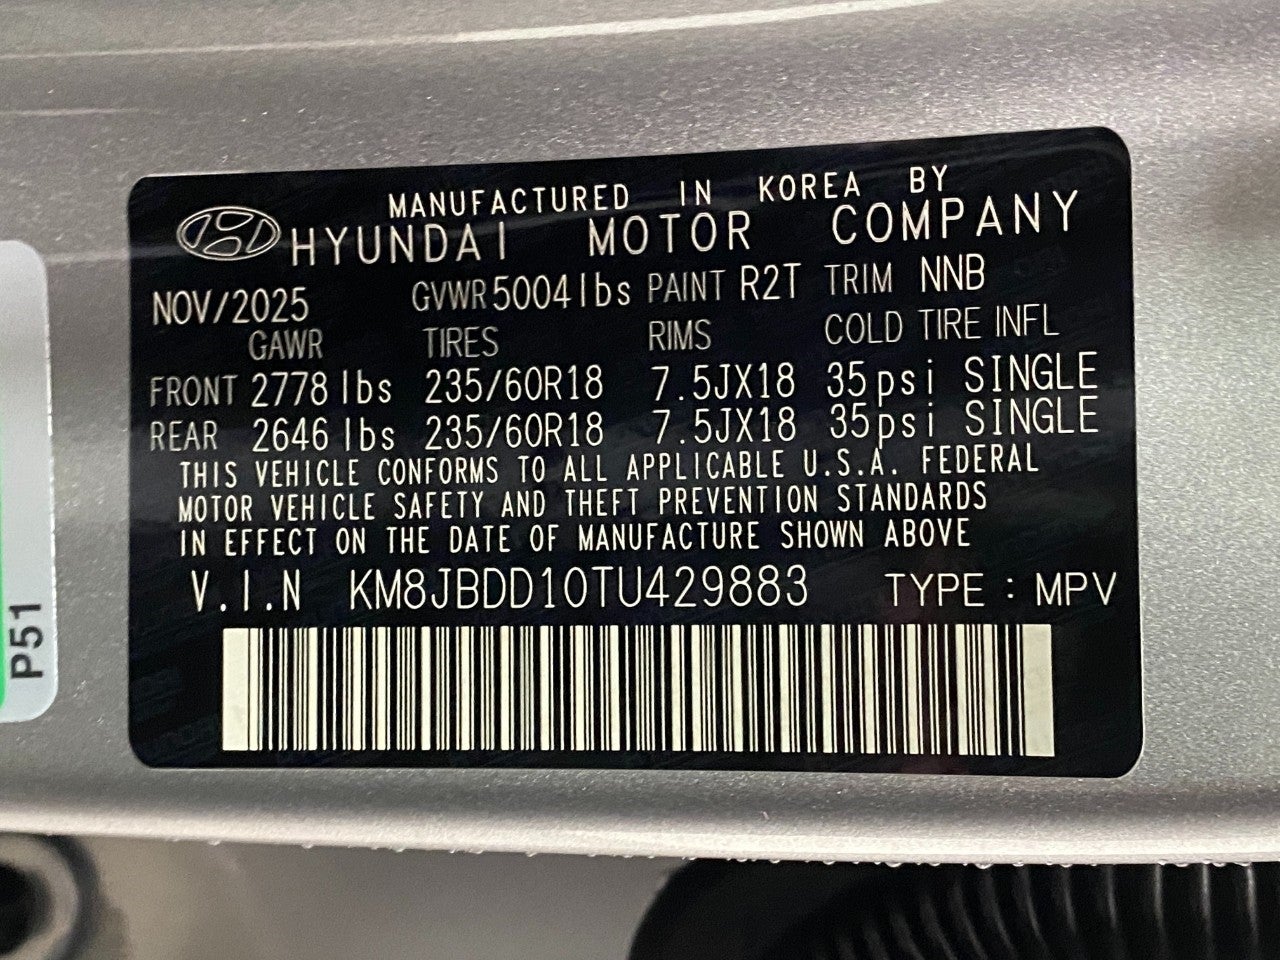 MANUFACTURED IN KOREA BY
HYUNDAI MOTOR COMPANY
NOV/2025 GVWR 5004 lbs PAINT R2T TRIM NNB
GAWR TIRES RIMS COLD TIRE INFL
FRONT 2778 lbs 235/60R18 7.5JX18 35psi SINGLE
REAR 2646 lbs 235/60R18 7.5JX18 35psi SINGLE
THIS VEHICLE CONFORMS TO ALL APPLICABLE U.S.A. FEDERAL
MOTOR VEHICLE SAFETY AND THEFT PREVENTION STANDARDS
IN EFFECT ON THE DATE OF MANUFACTURE SHOWN ABOVE
V.I.N KM8JBDD10TU429883 TYPE : MPV
P51